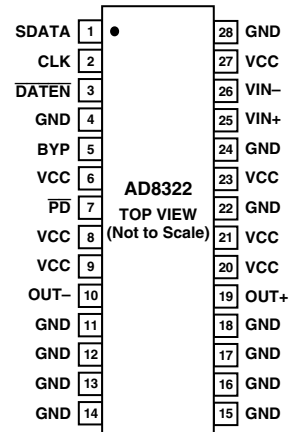 SDATA 1 28 GND
CLK 2 27 VCC
DATEN 3 26 VIN–
GND 4 25 VIN+
BYP 5 24 GND
VCC 6 23 VCC
AD8322
PD 7 22 GND
TOP VIEW
VCC 8 21 VCC
(Not to Scale)
VCC 9 20 VCC
OUT– 10 19 OUT+
GND 11 18 GND
GND 12 17 GND
GND 13 16 GND
GND 14 15 GND